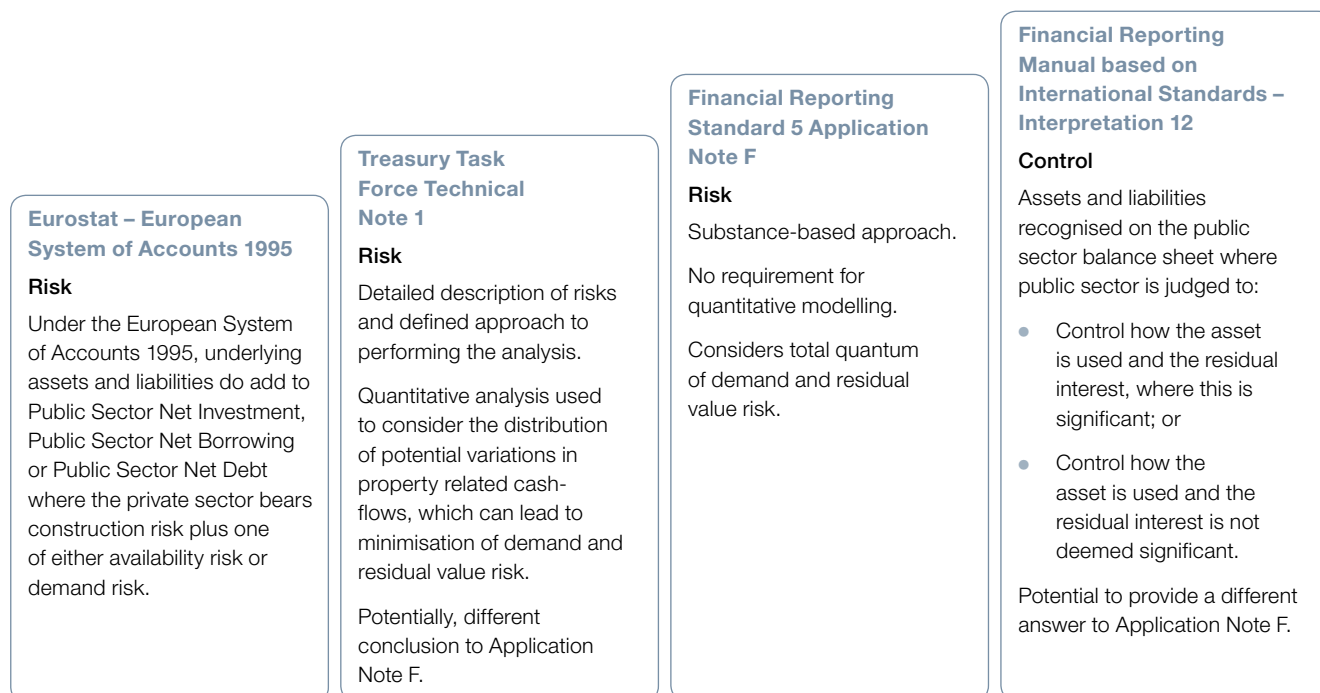 Eurostat – European
System of Accounts 1995
Risk
Under the European System
of Accounts 1995, underlying
assets and liabilities do add to
Public Sector Net Investment,
Public Sector Net Borrowing
or Public Sector Net Debt
where the private sector bears
construction risk plus one
of either availability risk or
demand risk.
Treasury Task
Force Technical
Note 1
Risk
Detailed description of risks
and defined approach to
performing the analysis.
Quantitative analysis used
to consider the distribution
of potential variations in
property related cash-
flows, which can lead to
minimisation of demand and
residual value risk.
Potentially, different
conclusion to Application
Note F.
Financial Reporting
Standard 5 Application
Note F
Risk
Substance-based approach.
No requirement for
quantitative modelling.
Considers total quantum
of demand and residual
value risk.
Financial Reporting
Manual based on
International Standards –
Interpretation 12
Control
Assets and liabilities
recognised on the public
sector balance sheet where
public sector is judged to:
● Control how the asset
is used and the residual
interest, where this is
significant; or
● Control how the
asset is used and the
residual interest is not
deemed significant.
Potential to provide a different
answer to Application Note F.